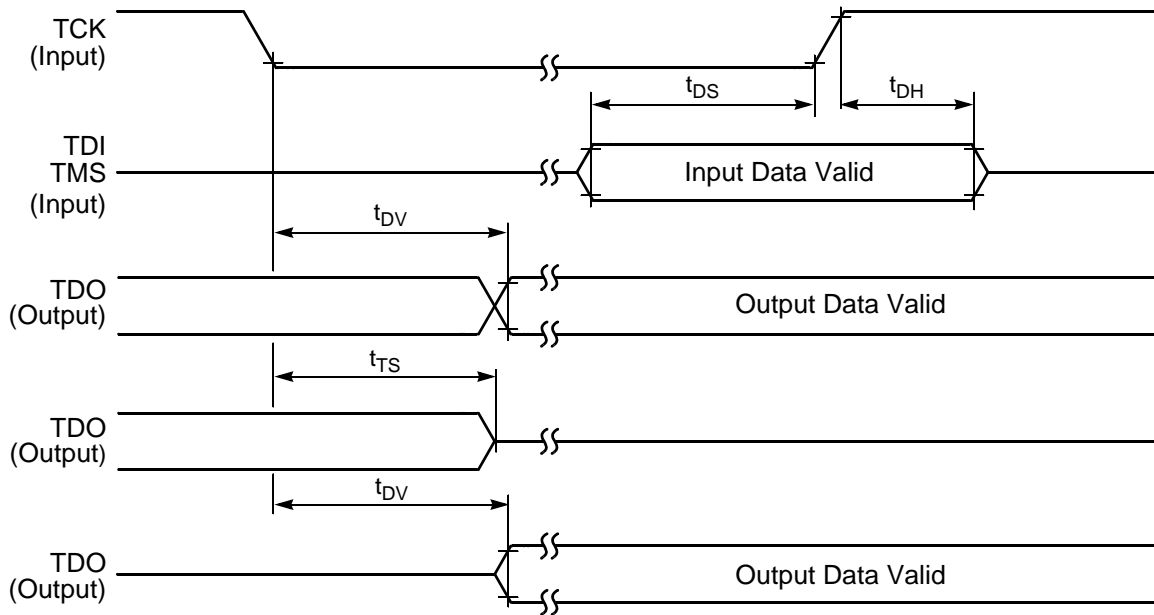 TCK
(Input)
tDS
tDH
TDI
TMS
(Input)
Input Data Valid
tDV
TDO
(Output)
Output Data Valid
tTS
TDO
(Output)
tDV
TDO
(Output)
Output Data Valid